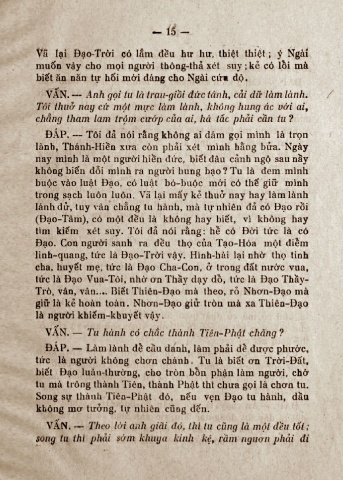 — 15 —
Vã lại Đạo-Trời có lắm đều hư hư, thiệt thiệt ; ý Ngài
muốn vậy cho mọi người thông-thả xét suy ; kẻ có lỗi mà
biết ăn năn tự hối mới đáng cho Ngài cứu độ.
VẤN. — Anh gọi tu là trau-giồi đức tánh, cải dữ làm lành.
Tôi thuở nay cứ một mực làm lành, không hung ác với ai,
chẳng tham lam trộm cướp của ai, há tất phải cần tu ?
ĐÁP. — Tôi đã nói rằng không ai dám gọi mình là trọn
lành, Thánh-Hiền xưa còn phải xét mình hằng bửa. Ngày
nay mình là một người hiền đức, biết đâu cảnh ngộ sau nầy
không biến đổi mình ra người hung bạo ? Tu là đem mình
buộc vào luật Đạo, có luật bó-buộc mới có thể giữ mình
trong sạch luôn luôn. Vã lại mấy kẻ thuở nay hay làm lành
lánh dử, tuy vân chẳng tu hành, mà tự nhiên đã có Đạo rồi
(Đạo-Tâm), có một đều là không hay biết, vì không hay
tìm kiếm xét suy. Tôi đã nói rằng: hễ có Đời tức là có
Đạo. Con người sanh ra đều thọ của Tạo-Hóa một điểm
linh-quang, tức là Đạo-Trời vậy. Hình-hài lại nhờ thọ tinh
cha, huyết mẹ, tức là Đạo Cha-Con, ở trong đất nước vua,
tức là Đạo Vua-Tôi, nhờ ơn Thầy dạy dỗ, tức là Đạo Thầy-
Trò, vân, vân.... Biết Thiên-Đạo mà theo, rõ Nhơn-Đạo mà
giữ là kẻ hoàn toàn. Nhơn-Đạo giữ tròn mà xa Thiên-Đạo
là người khiếm-khuyết vậy.
VẤN. — Tu hành có chắc thành Tiên-Phật chăng ?
ĐÁP. — Làm lành để cầu danh, làm phải để được phước,
tức là người không chơn chánh. Tu là biết ơn Trời-Đất,
biết Đạo luân-thường, cho tròn bổn phận làm người, chớ
tu mà trông thành Tiên, thành Phật thì chưa gọi là chơn tu.
Song sự thành Tiên-Phật đó, nếu vẹn Đạo tu hành, dầu
không mơ tưởng, tự nhiên cũng đến.
VẤN. — Theo lời anh giải đó, thì tu cũng là một đều tốt ;
song tu thì phải sớm khuya kinh kệ, rằm ngươn phải đi